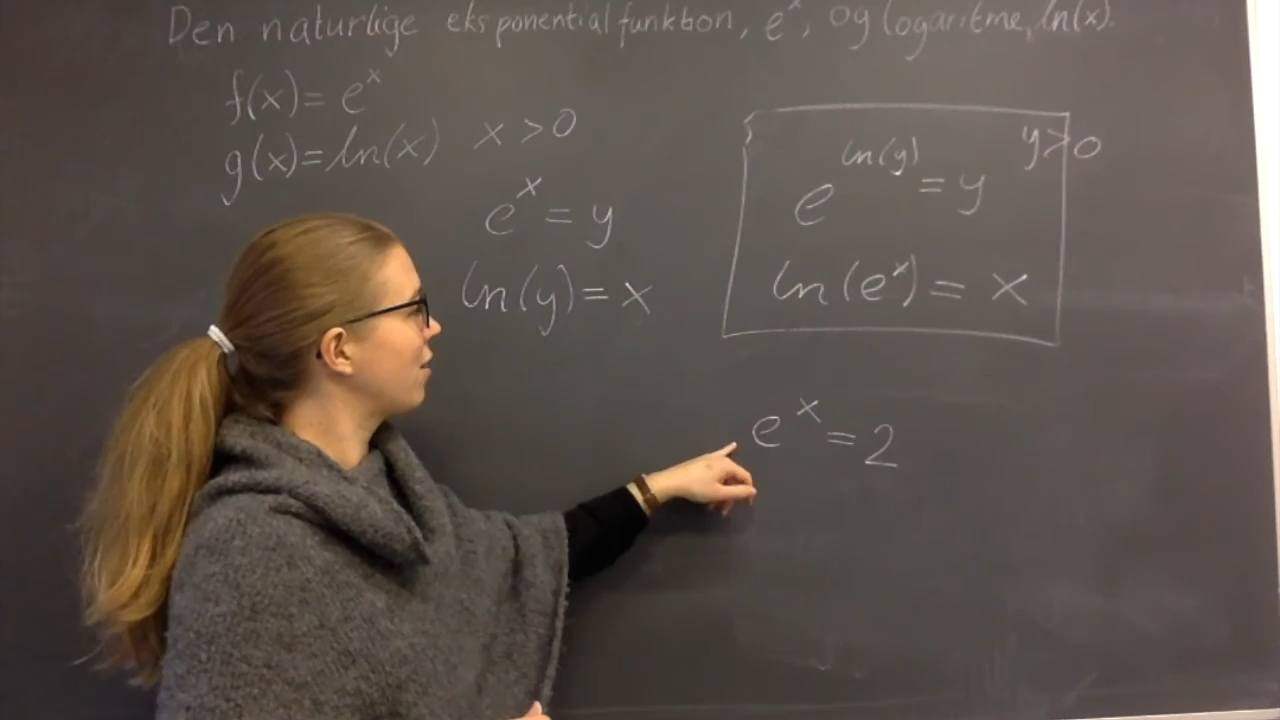 Den naturlige eksponentialfunktion, e^x, og logaritme, ln(x).
f(x) = e^x
g(x) = ln(x) x > 0
e^x = y
ln(y) = x
e^ln(y) = y y > 0
ln(e^x) = x
e^x = 2